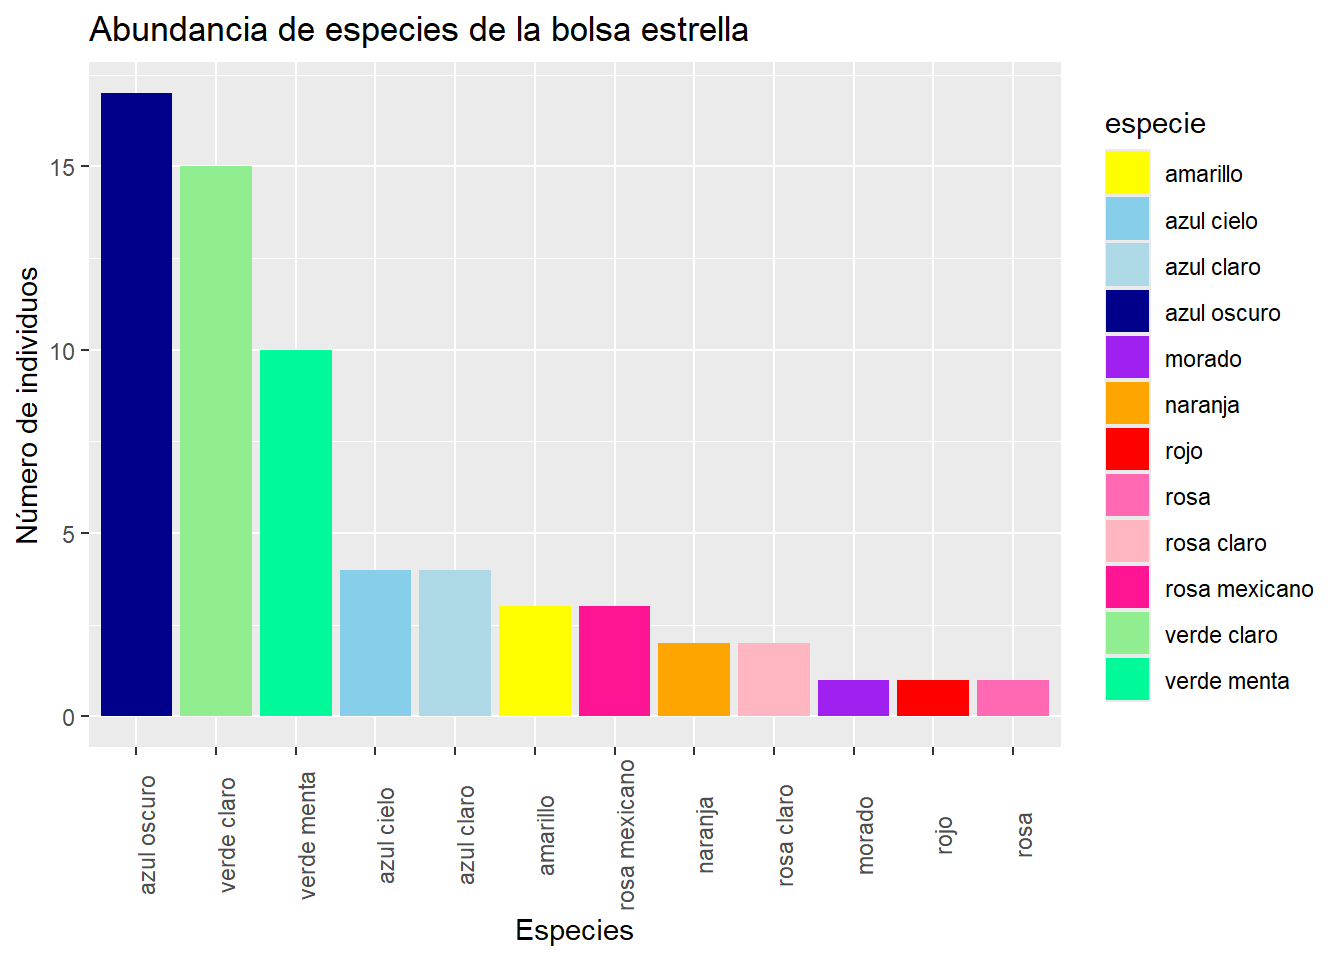 Abundancia de especies de la bolsa estrella
Número de individuos
15
10
5
0
azul oscuro
verde claro
verde menta
azul cielo
azul claro
amarillo
rosa mexicano
naranja
rosa claro
morado
rojo
rosa
Especies
especie
amarillo
azul cielo
azul claro
azul oscuro
morado
naranja
rojo
rosa
rosa claro
rosa mexicano
verde claro
verde menta